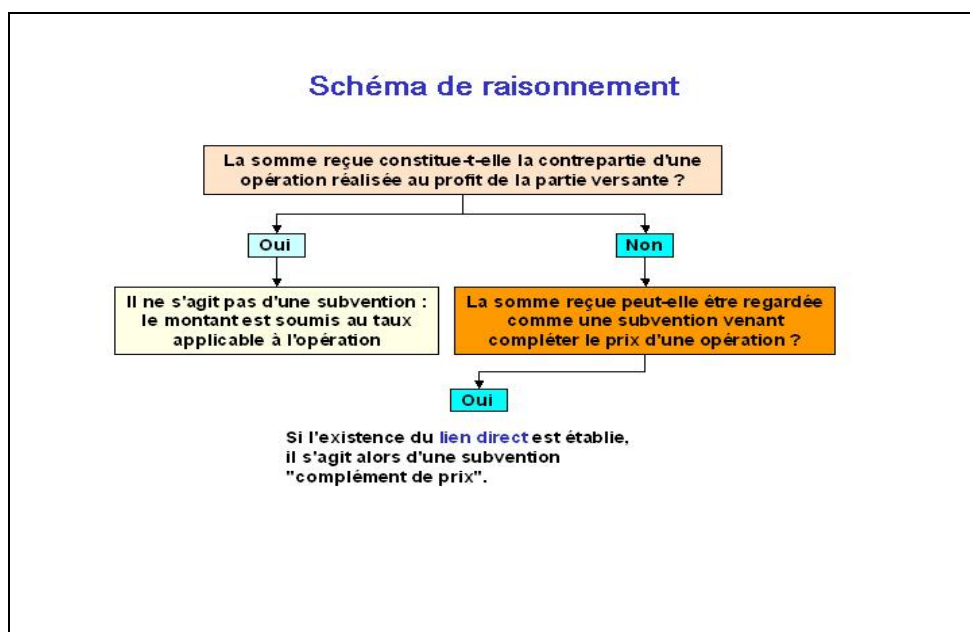 Schéma de raisonnement
La somme reçue constitue-t-elle la contrepartie d'une
opération réalisée au profit de la partie versante ?
Oui
Non
Il ne s'agit pas d'une subvention :
le montant est soumis au taux
applicable à l'opération
La somme reçue peut-elle être regardée
comme une subvention venant
compléter le prix d'une opération ?
Oui
Si l'existence du lien direct est établie,
il s'agit alors d'une subvention
"complément de prix".